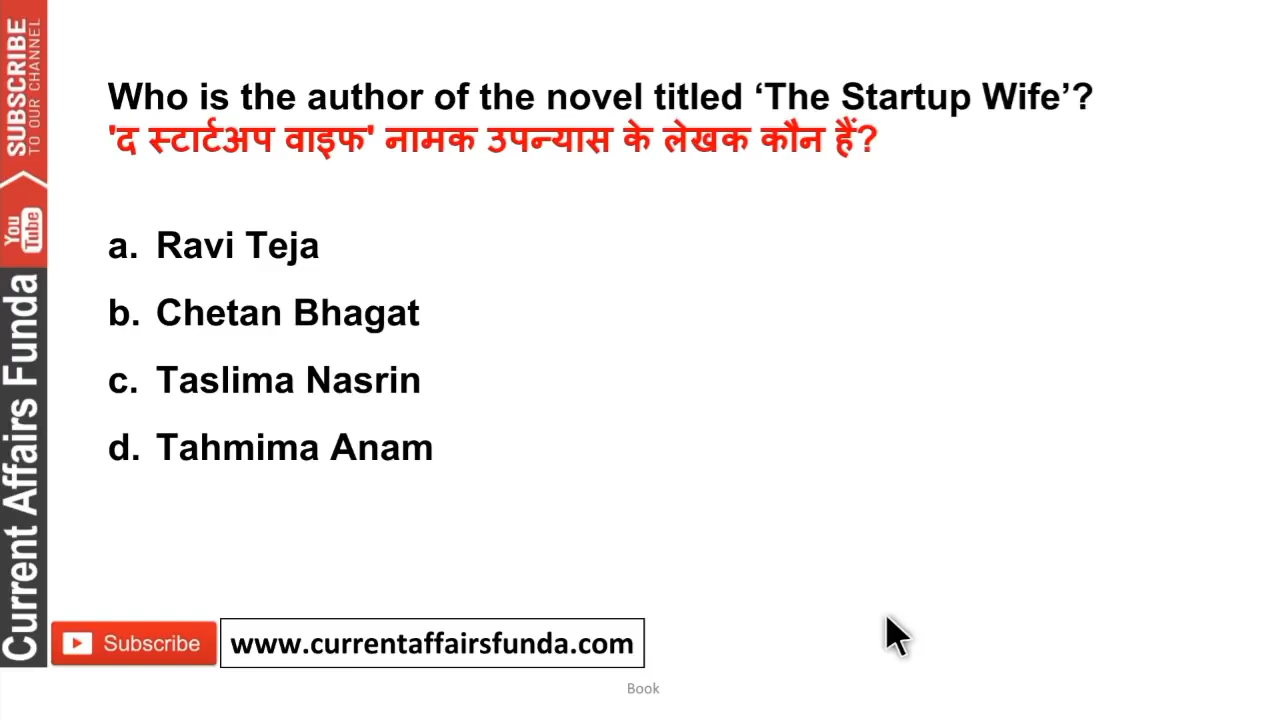 SUBSCRIBE
TO OUR CHANNEL
You Tube
Current Affairs Funda
Who is the author of the novel titled ‘The Startup Wife’?
'द स्टार्टअप वाइफ' नामक उपन्यास के लेखक कौन हैं?
a. Ravi Teja
b. Chetan Bhagat
c. Taslima Nasrin
d. Tahmima Anam
Subscribe
www.currentaffairsfunda.com
Book